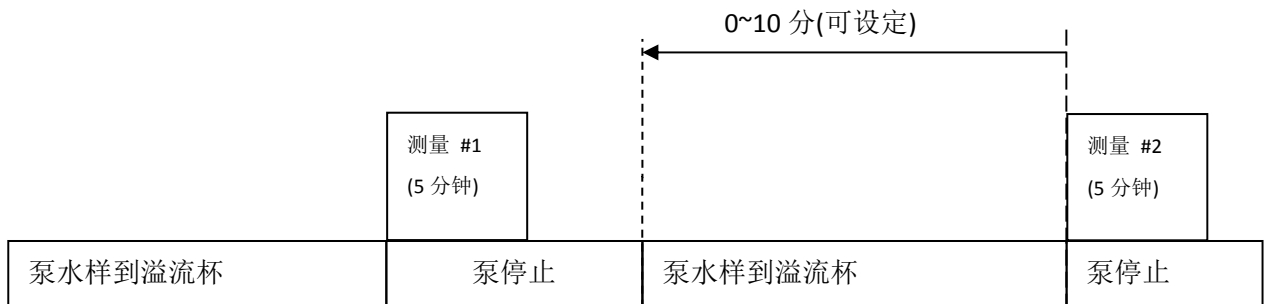 0~10 分(可设定)
测量 #1
(5 分钟)
测量 #2
(5 分钟)
泵水样到溢流杯
泵停止
泵水样到溢流杯
泵停止